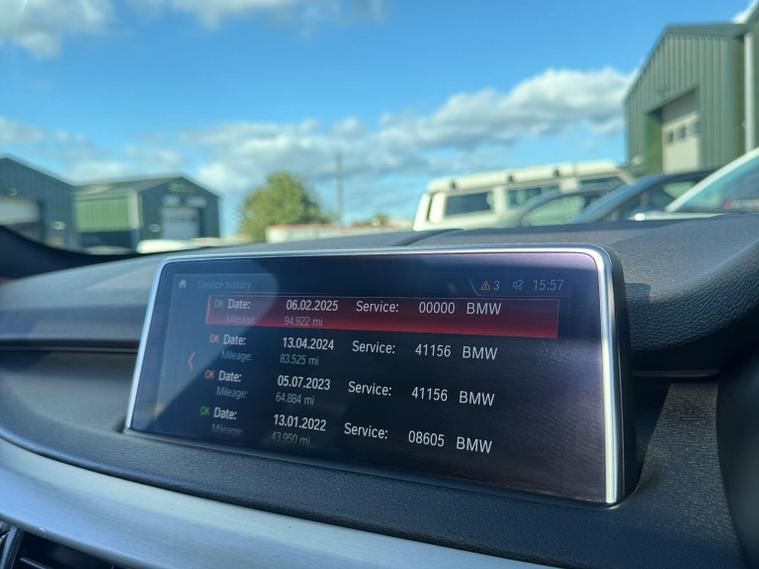 Service history
3 15:57
OK Date: 06.02.2025 Service: 00000 BMW
Mileage: 94.922 mi
OK Date: 13.04.2024 Service: 41156 BMW
Mileage: 83.525 mi
OK Date: 05.07.2023 Service: 41156 BMW
Mileage: 64.884 mi
OK Date: 13.01.2022 Service: 08605 BMW
Mileage: 43.950 mi